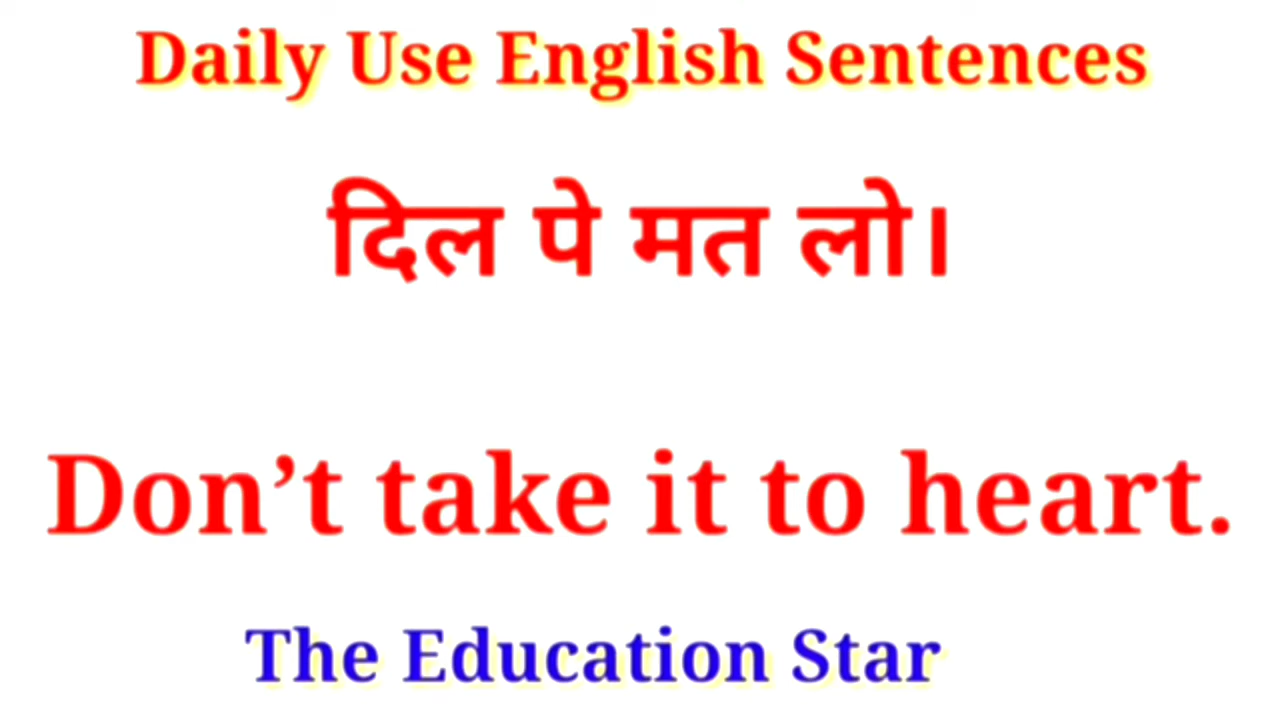 Daily Use English Sentences
दिल पे मत लो।
Don’t take it to heart.
The Education Star